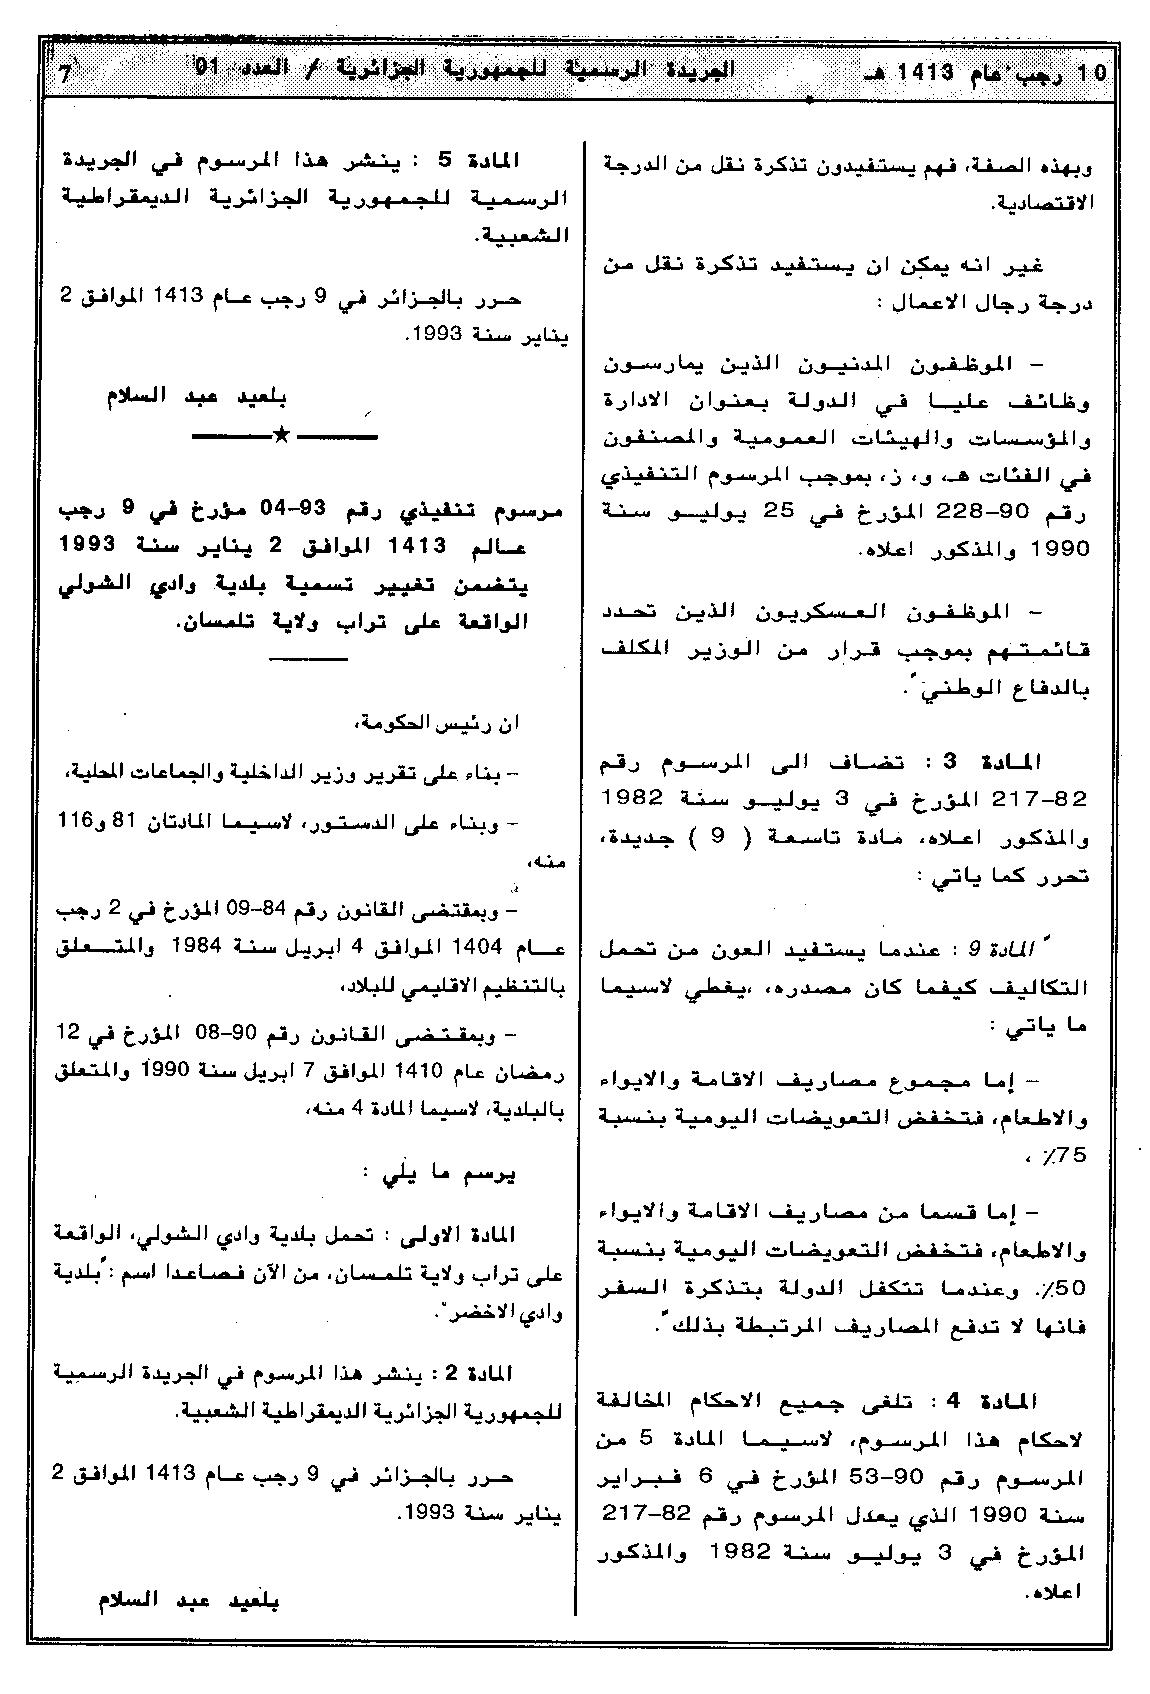 10 رجب عام 1413 هـ
الجريدة الرسمية للجمهورية الجزائرية / العدد 01
7
وبهذه الصفة، فهم يستفيدون تذكرة نقل من الدرجة
الاقتصادية.
غير انه يمكن ان يستفيد تذكرة نقل من
درجة رجال الاعمال :
– الموظفون المدنيون الذين يمارسون
وظائف عليا في الدولة بعنوان الادارة
والمؤسسات والهيئات العمومية والمصنفون
في الفئات هـ، و، ز، بموجب المرسوم التنفيذي
رقم 90–228 المؤرخ في 25 يوليو سنة
1990 والمذكور اعلاه.
– الموظفون العسكريون الذين تحدد
قائمتهم بموجب قرار من الوزير المكلف
بالدفاع الوطني".
المادة 3 : تضاف الى المرسوم رقم
82–217 المؤرخ في 3 يوليو سنة 1982
والمذكور اعلاه، مادة تاسعة ( 9 ) جديدة،
تحرر كما ياتي :
" المادة 9 : عندما يستفيد العون من تحمل
التكاليف كيفما كان مصدره، ،يغطي لاسيما
ما ياتي :
– إما مجموع مصاريف الاقامة والايواء
والاطعام، فتخفض التعويضات اليومية بنسبة
75٪ ،
– إما قسما من مصاريف الاقامة والايواء
والاطعام، فتخفض التعويضات اليومية بنسبة
50٪. وعندما تتكفل الدولة بتذكرة السفر
فانها لا تدفع المصاريف المرتبطة بذلك".
المادة 4 : تلغى جميع الاحكام المخالفة
لاحكام هذا المرسوم، لاسيما المادة 5 من
المرسوم رقم 90–53 المؤرخ في 6 فبراير
سنة 1990 الذي يعدل المرسوم رقم 82–217
المؤرخ في 3 يوليو سنة 1982 والمذكور
اعلاه.
المادة 5 : ينشر هذا المرسوم في الجريدة
الرسمية للجمهورية الجزائرية الديمقراطية
الشعبية.
حرر بالجزائر في 9 رجب عام 1413 الموافق 2
يناير سنة 1993.
بلعيد عبد السلام
مرسوم تنفيذي رقم 93–04 مؤرخ في 9 رجب
عالم 1413 الموافق 2 يناير سنة 1993
يتضمن تغيير تسمية بلدية وادي الشولي
الواقعة على تراب ولاية تلمسان.
ان رئيس الحكومة،
– بناء على تقرير وزير الداخلية والجماعات المحلية،
– وبناء على الدستور، لاسيما المادتان 81 و116
منه،
– وبمقتضى القانون رقم 84–09 المؤرخ في 2 رجب
عام 1404 الموافق 4 ابريل سنة 1984 والمتعلق
بالتنظيم الاقليمي للبلاد،
– وبمقتضى القانون رقم 90–08 المؤرخ في 12
رمضان عام 1410 الموافق 7 ابريل سنة 1990 والمتعلق
بالبلدية، لاسيما المادة 4 منه،
يرسم ما يلي :
المادة الاولى : تحمل بلدية وادي الشولي، الواقعة
على تراب ولاية تلمسان، من الآن فصاعدا اسم : "بلدية
وادي الاخضر".
المادة 2 : ينشر هذا المرسوم في الجريدة الرسمية
للجمهورية الجزائرية الديمقراطية الشعبية.
حرر بالجزائر في 9 رجب عام 1413 الموافق 2
يناير سنة 1993.
بلعيد عبد السلام